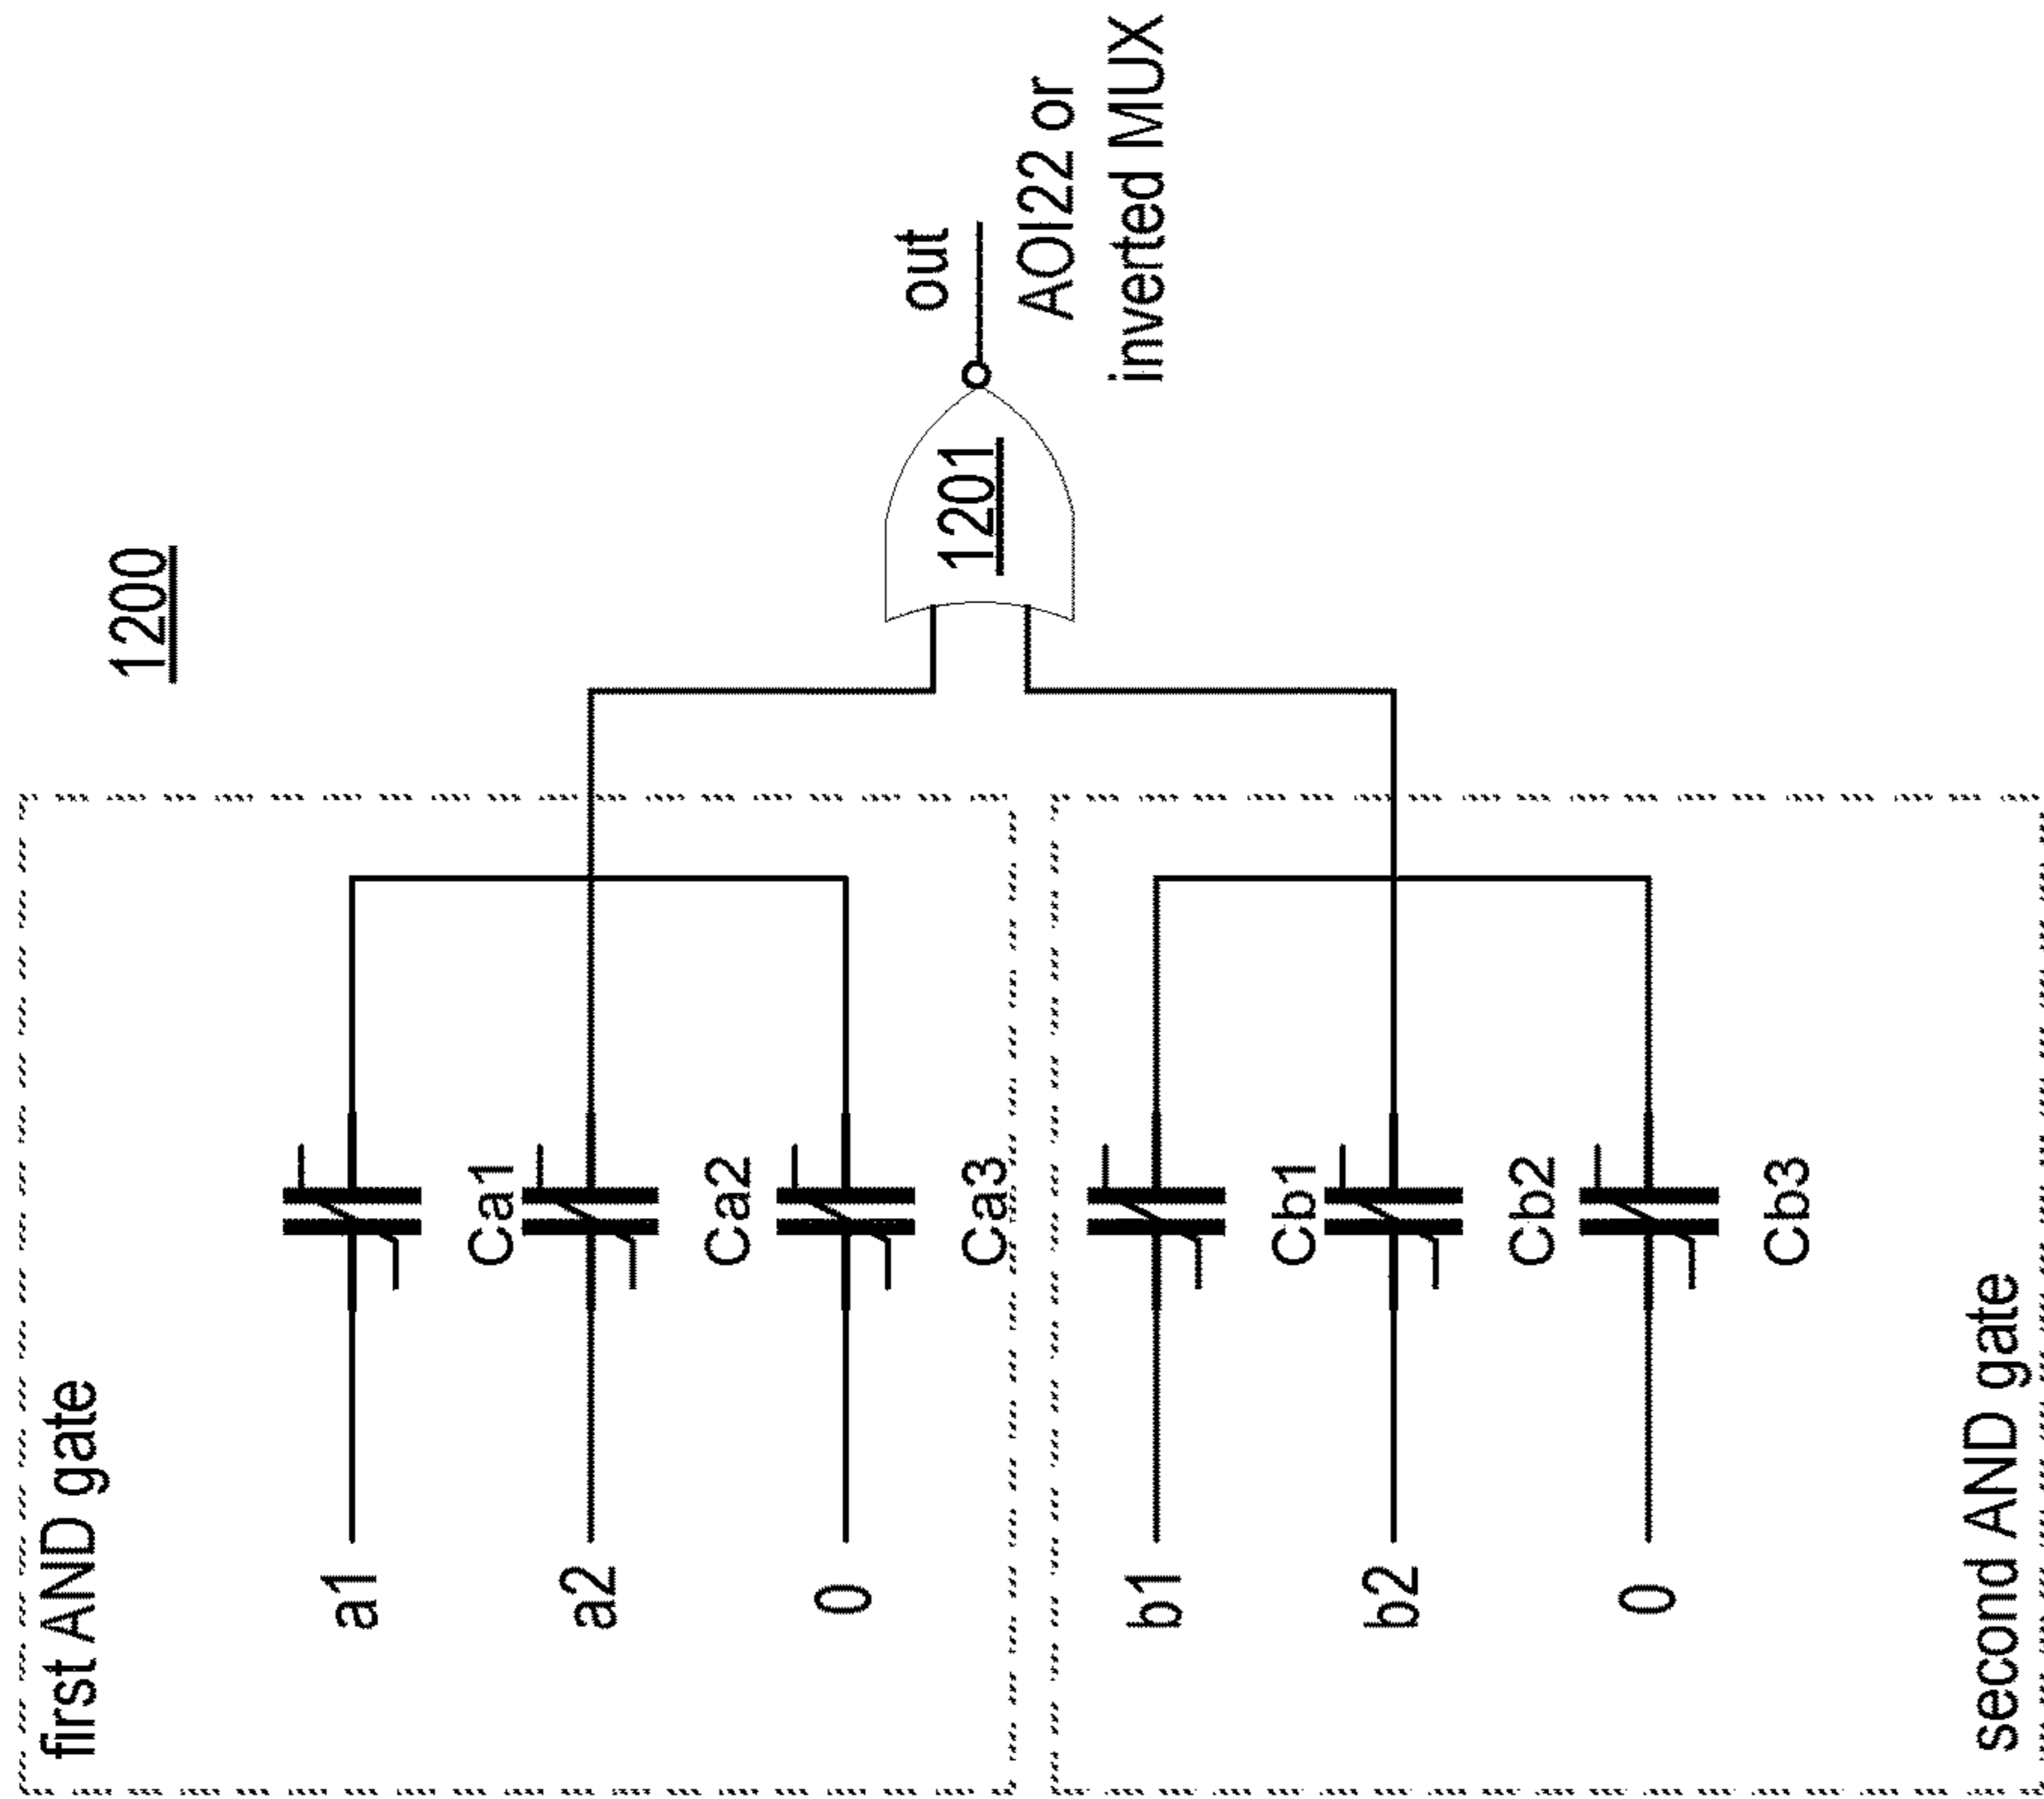 1200
first AND gate
a1
Ca1
a2
Ca2
0
Ca3
1201
out
AOI22 or
inverted MUX
b1
Cb1
b2
Cb2
0
Cb3
second AND gate